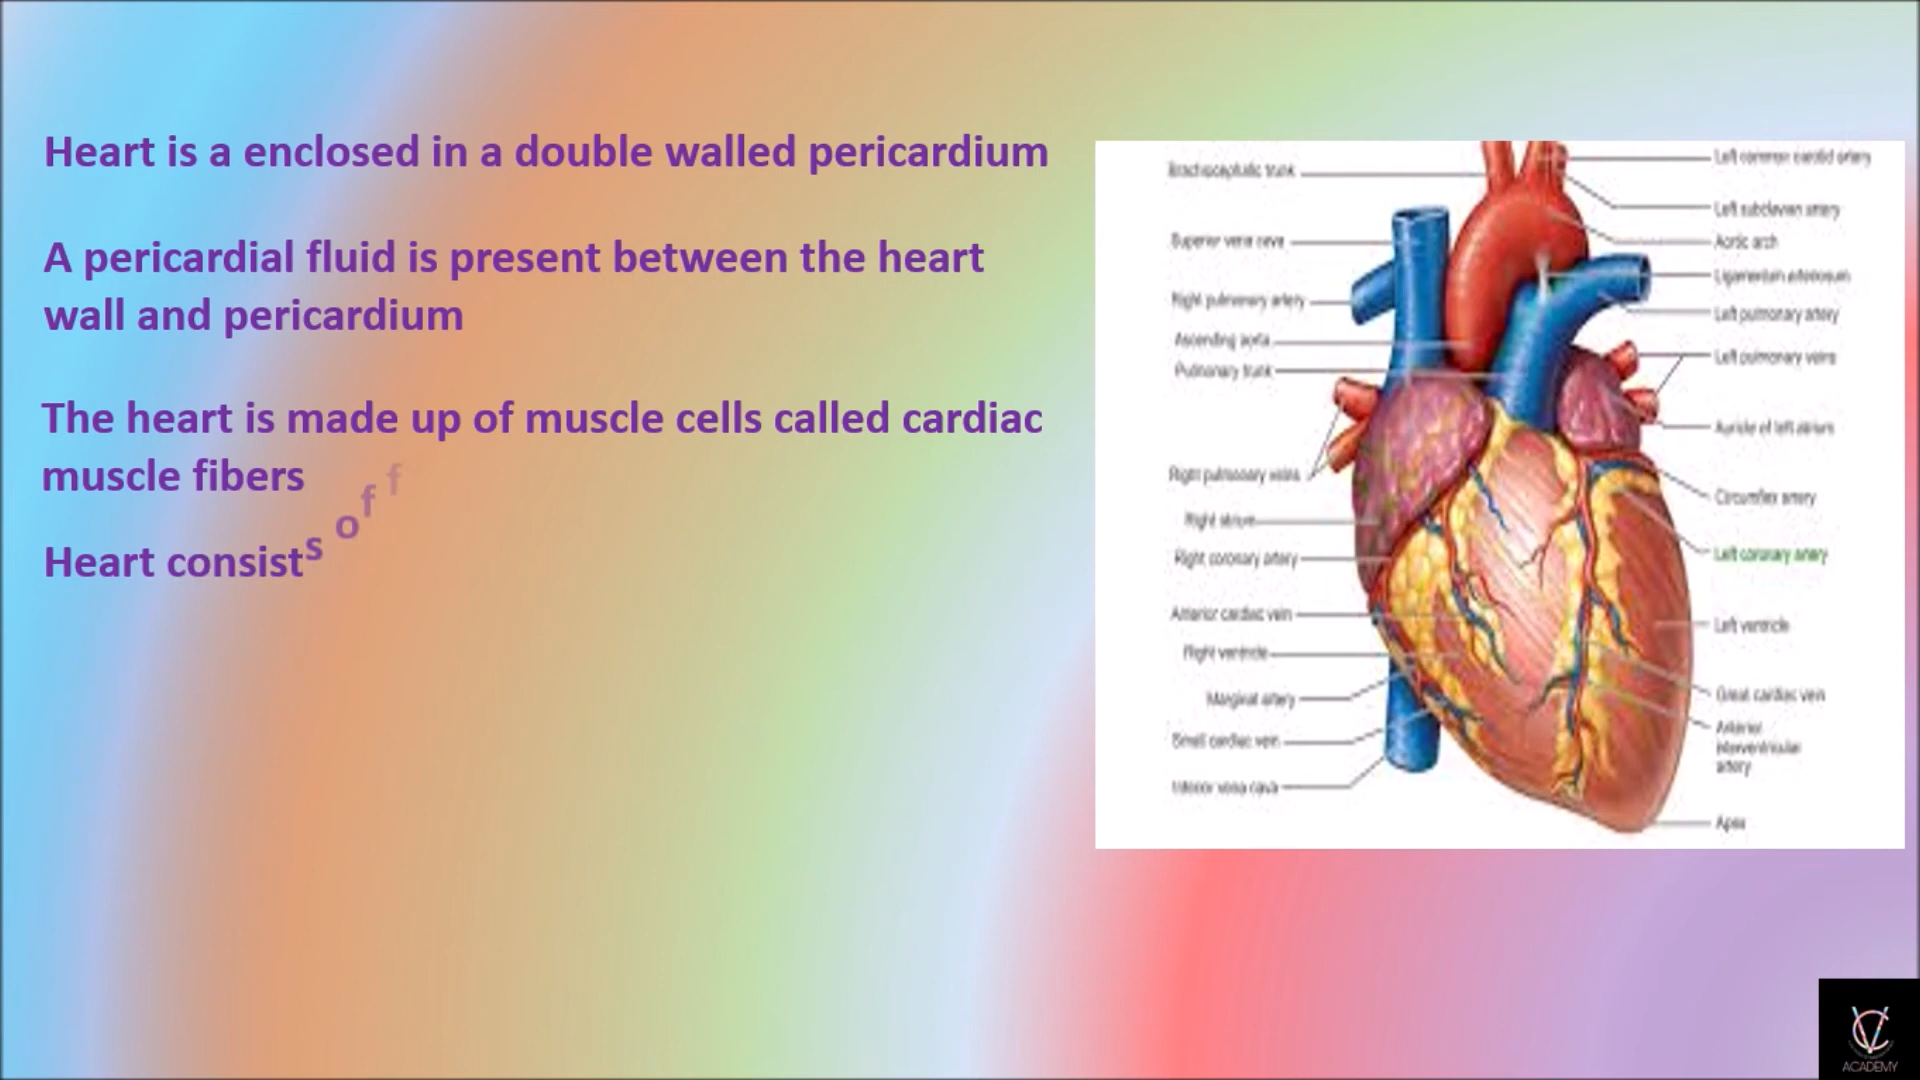 Heart is a enclosed in a double walled pericardium
A pericardial fluid is present between the heart
wall and pericardium
The heart is made up of muscle cells called cardiac
muscle fibers
Heart consists of f
Brachiocephalic trunk
Superior vena cava
Right pulmonary artery
Ascending aorta
Pulmonary trunk
Right pulmonary veins
Right atrium
Right coronary artery
Anterior cardiac vein
Right ventricle
Marginal artery
Small cardiac vein
Inferior vena cava
Left common carotid artery
Left subclavian artery
Aortic arch
Ligamentum arteriosum
Left pulmonary artery
Left pulmonary veins
Auricle of left atrium
Circumflex artery
Left coronary artery
Left ventricle
Great cardiac vein
Anterior
interventricular
artery
Apex
VC
ACADEMY